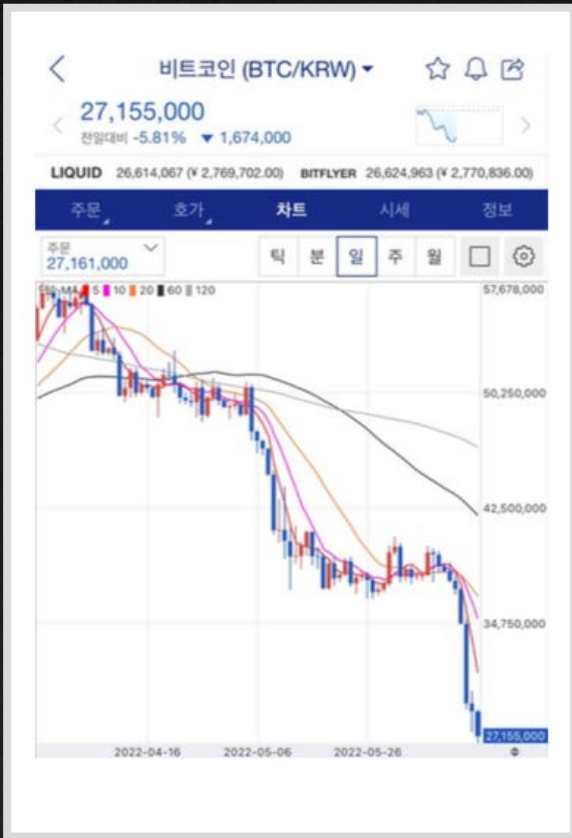 비트코인 (BTC/KRW)
27,155,000
전일대비 -5.81% ▼ 1,674,000
LIQUID 26,614,067 (¥ 2,769,702.00) BITFLYER 26,624,963 (¥ 2,770,836.00)
주문 호가 차트 시세 정보
주문
27,161,000
틱 분 일 주 월
5 10 20 60 120
57,678,000
50,250,000
42,500,000
34,750,000
27,155,000
2022-04-16 2022-05-06 2022-05-26